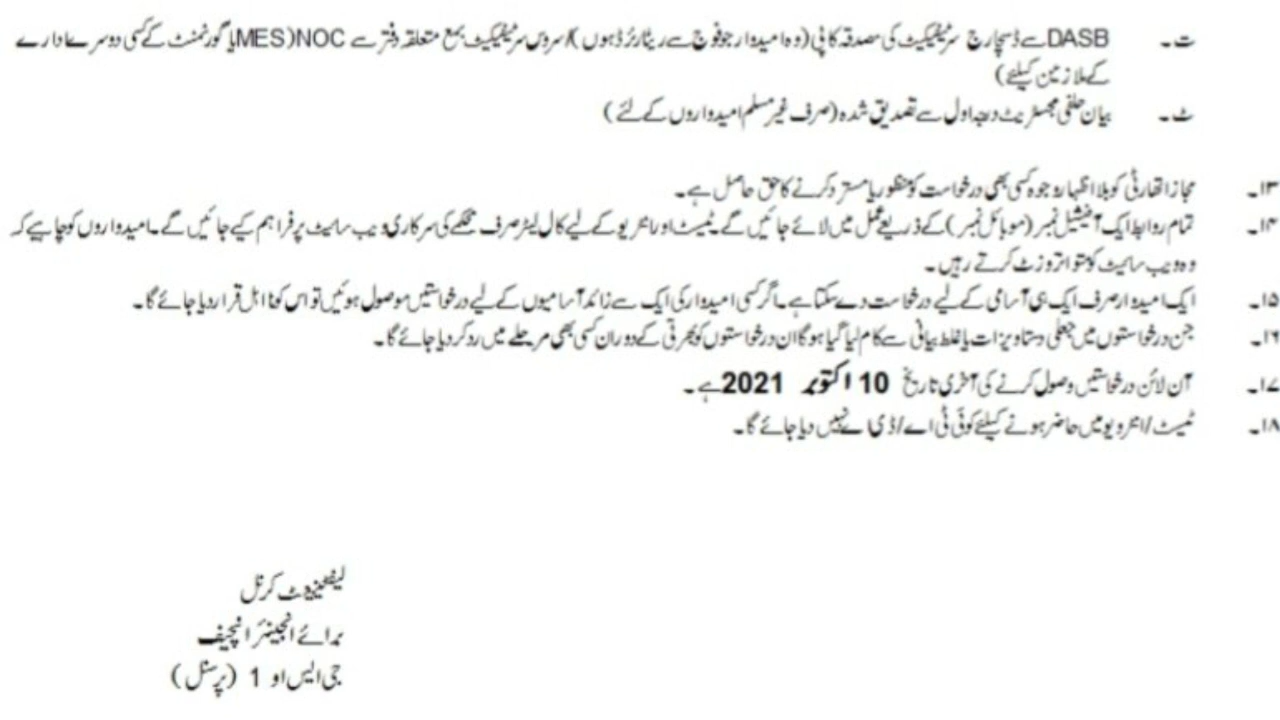 ت۔ DASB سے ڈسچارج سرٹیفکیٹ کی مصدقہ کاپی (وہ امیدوار جو فوج سے ریٹائرڈ ہوں)/سروس سرٹیفکیٹ بمع متعلقہ دفتر سے MES)NOC یا گورنمنٹ کے کسی دوسرے ادارے
کے ملازمین کیلئے)
ٹ۔ بیان حلفی مجسٹریٹ درجہ اول سے تصدیق شدہ (صرف غیر مسلم امیدواروں کے لئے)
۱۳۔ مجاز اتھارٹی کو بلا اظہار وجوہ کسی بھی درخواست کو منظور یا مسترد کرنے کا حق حاصل ہے۔
۱۴۔ تمام روابط ایک آفیشیل نمبر (موبائل نمبر) کے ذریعے عمل میں لائے جائیں گے۔ ٹیسٹ اور انٹرویو کے لیے کال لیٹر صرف محکمے کی سرکاری ویب سائیٹ پر فراہم کیے جائیں گے۔ امیدواروں کو چاہیے کہ
وہ ویب سائیٹ کو متواتر وزٹ کرتے رہیں۔
۱۵۔ ایک امیدوار صرف ایک ہی آسامی کے لیے درخواست دے سکتا ہے۔ اگر کسی امیدوار کی ایک سے زائد آسامیوں کے لیے درخواستیں موصول ہوئیں تو اس کو نااہل قرار دیا جائے گا۔
۱۶۔ جن درخواستوں میں جعلی دستاویزات یا غلط بیانی سے کام لیا گیا ہوگا ان درخواستوں کو بھرتی کے دوران کسی بھی مرحلے میں رد کر دیا جائے گا۔
۱۷۔ آن لائن درخواستیں وصول کرنے کی آخری تاریخ 10 اکتوبر 2021 ہے۔
۱۸۔ ٹیسٹ/انٹرویو میں حاضر ہونے کیلئے کوئی ٹی اے/ڈی اے نہیں دیا جائے گا۔
لیفٹیننٹ کرنل
برائے انجینئر انچیف
جی ایس او 1 (پرسنل)